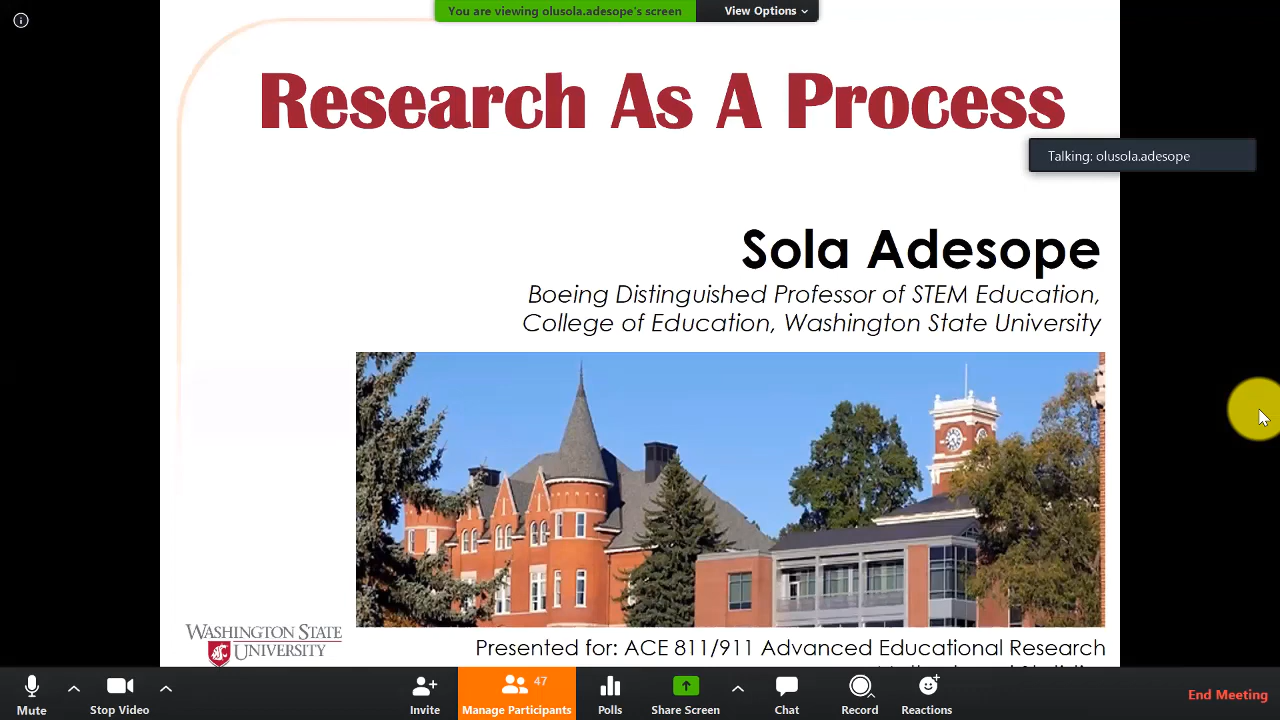 You are viewing olusola.adesope's screen
View Options
Research As A Process
Talking: olusola.adesope
Sola Adesope
Boeing Distinguished Professor of STEM Education,
College of Education, Washington State University
WASHINGTON STATE
UNIVERSITY
Presented for: ACE 811/911 Advanced Educational Research
47
Mute
Stop Video
Invite
Manage Participants
Polls
Share Screen
Chat
Record
Reactions
End Meeting